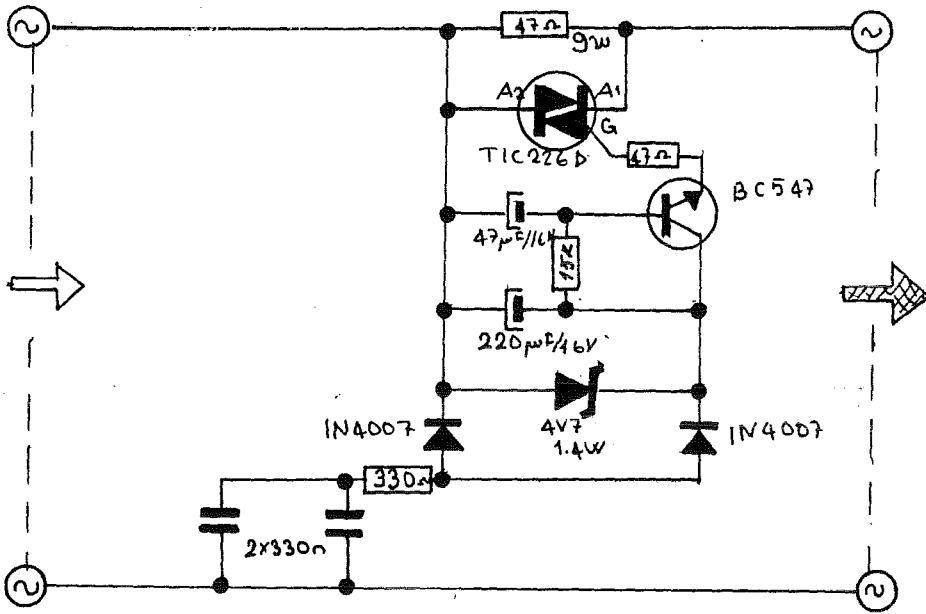 47Ω
9W
A2
A1
G
TIC226D
47Ω
BC547
47µF/16V
15K
220µF/16V
4V7
1.4W
1N4007
1N4007
330Ω
2x330n